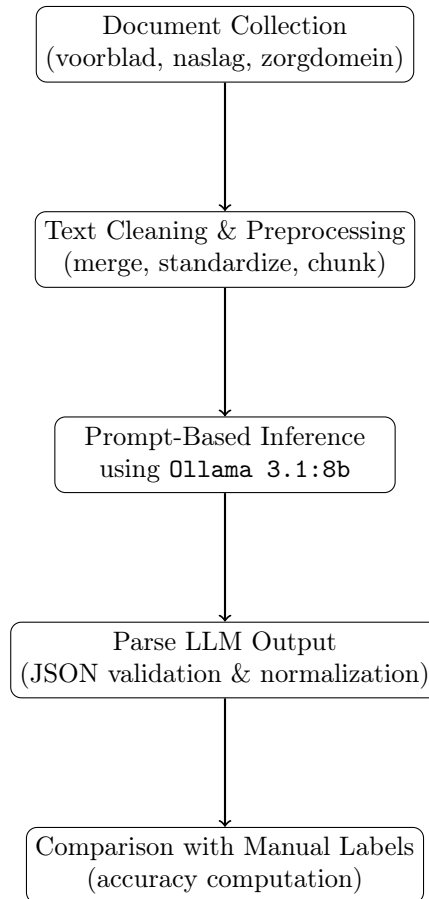 Document Collection
(voorblad, naslag, zorgdomein)
Text Cleaning & Preprocessing
(merge, standardize, chunk)
Prompt-Based Inference
using Ollama 3.1:8b
Parse LLM Output
(JSON validation & normalization)
Comparison with Manual Labels
(accuracy computation)